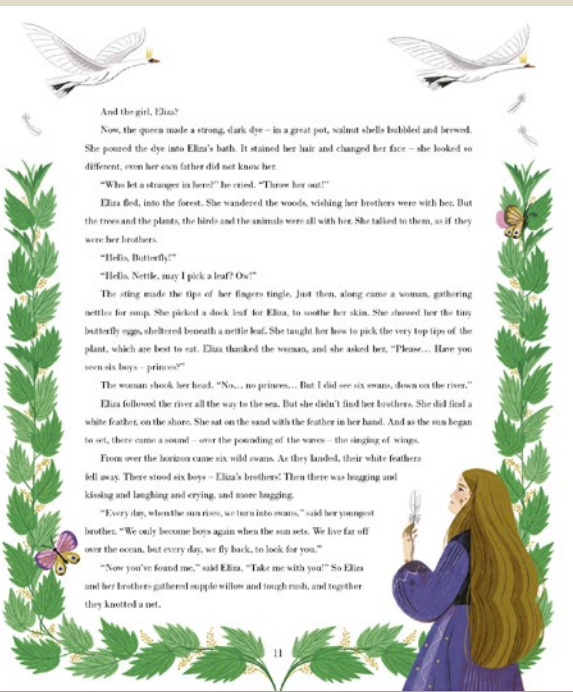 And the girl, Eliza?
Now, the queen made a strong, dark dye – in a great pot, walnut shells bubbled and brewed.
She poured the dye into Eliza's bath. It stained her hair and changed her face – she looked so
different, even her own father did not know her.
"Who let a stranger in here?" he cried. "Throw her out!"
Eliza fled, into the forest. She wandered the woods, wishing her brothers were with her. But
the trees and the plants, the birds and the animals were all with her. She talked to them, as if they
were her brothers.
"Hello, Butterfly!"
"Hello, Nettle, may I pick a leaf? Ow!"
The sting made the tips of her fingers tingle. Just then, along came a woman, gathering
nettles for soup. She picked a dock leaf for Eliza, to soothe her skin. She showed her the tiny
butterfly eggs, sheltered beneath a nettle leaf. She taught her how to pick the very top tips of the
plant, which are best to eat. Eliza thanked the woman, and she asked her, "Please… Have you
seen six boys – princes?"
The woman shook her head. "No… no princes… But I did see six swans, down on the river."
Eliza followed the river all the way to the sea. But she didn't find her brothers. She did find a
white feather, on the shore. She sat on the sand with the feather in her hand. And as the sun began
to set, there came a sound – over the pounding of the waves – the singing of wings.
From over the horizon came six wild swans. As they landed, their white feathers
fell away. There stood six boys – Eliza's brothers! Then there was hugging and
kissing and laughing and crying, and more hugging.
"Every day, when the sun rises, we turn into swans," said her youngest
brother. "We only become boys again when the sun sets. We live far off
over the ocean, but every day, we fly back, to look for you."
"Now you've found me," said Eliza. "Take me with you!" So Eliza
and her brothers gathered supple willow and tough rush, and together
they knotted a net.
11